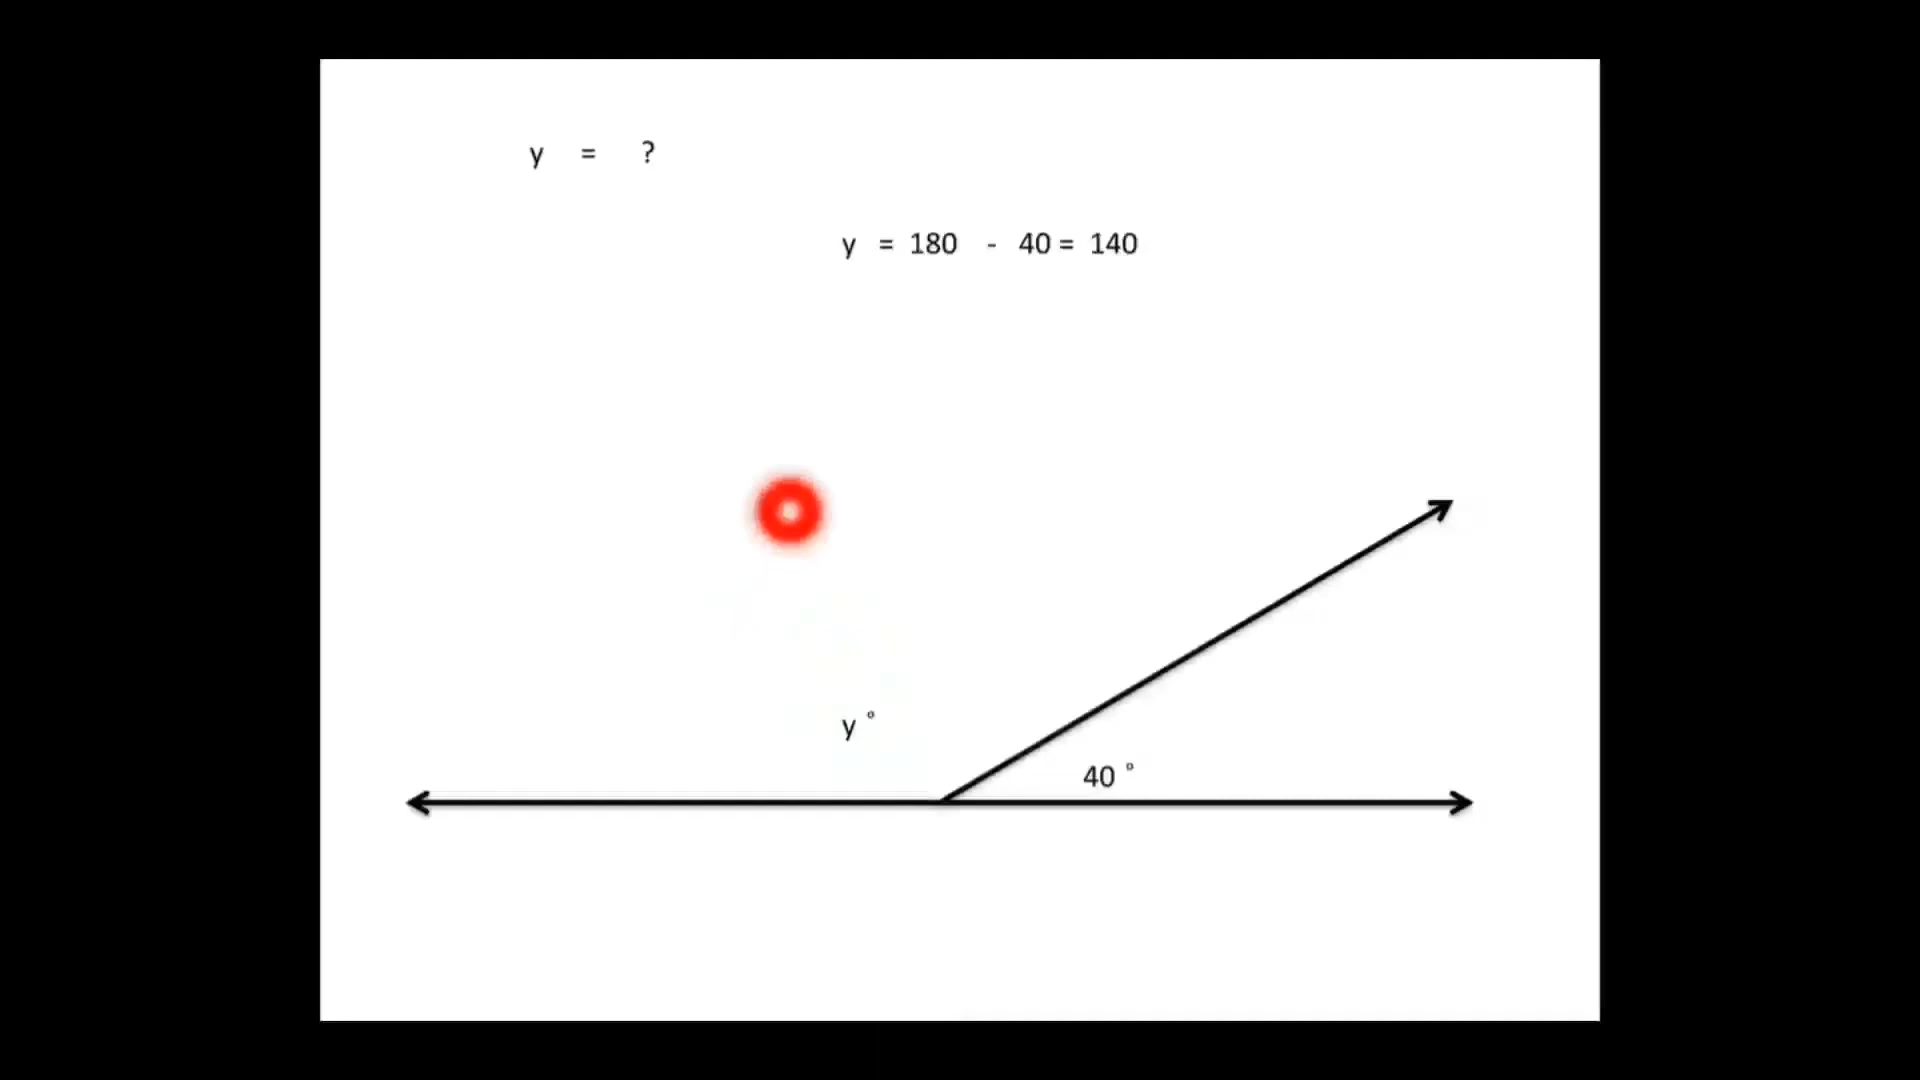 y = ?
y = 180 - 40 = 140
y °
40 °